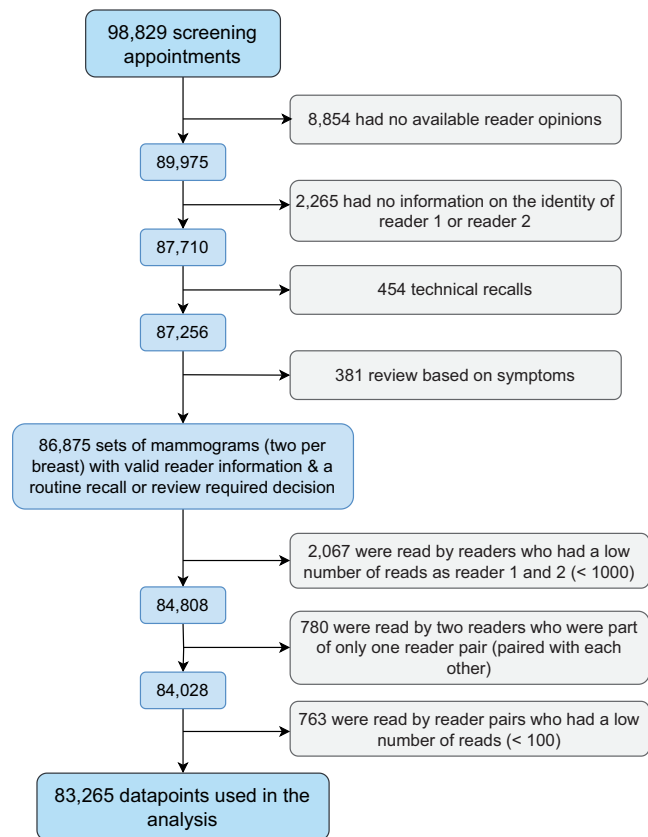 98,829 screening
appointments
8,854 had no available reader opinions
89,975
2,265 had no information on the identity of
reader 1 or reader 2
87,710
454 technical recalls
87,256
381 review based on symptoms
86,875 sets of mammograms (two per
breast) with valid reader information & a
routine recall or review required decision
2,067 were read by readers who had a low
number of reads as reader 1 and 2 (< 1000)
84,808
780 were read by two readers who were part
of only one reader pair (paired with each
other)
84,028
763 were read by reader pairs who had a low
number of reads (< 100)
83,265 datapoints used in the
analysis